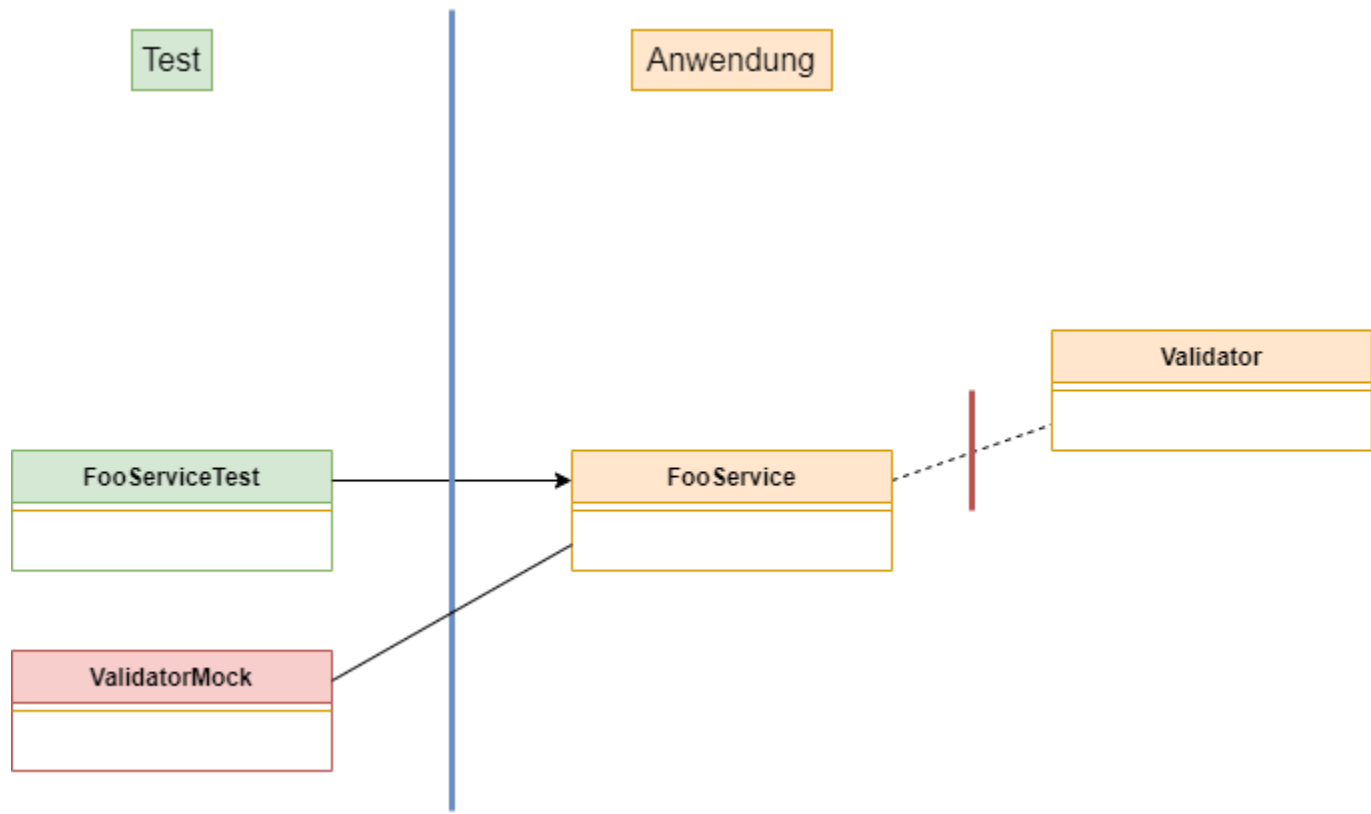 Test
Anwendung
Validator
FooServiceTest
FooService
ValidatorMock